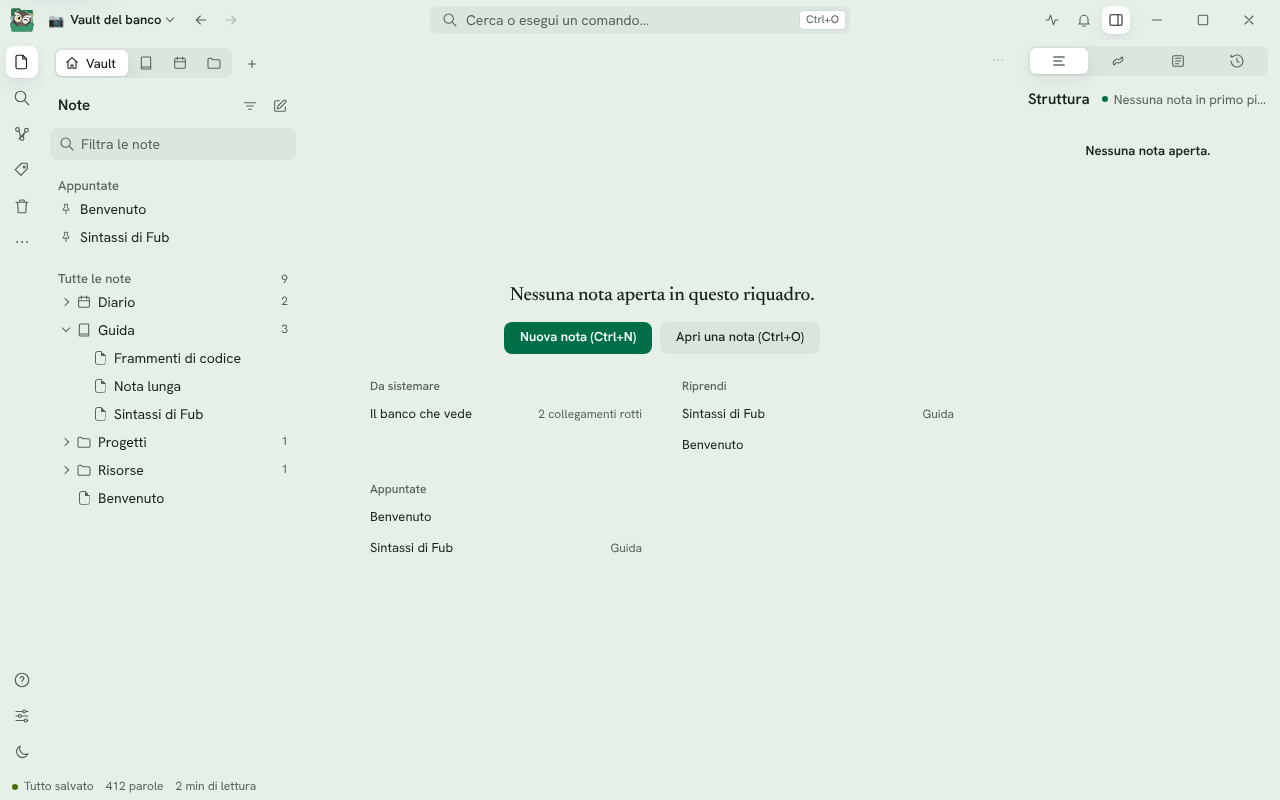 Vault del banco
Cerca o esegui un comando...
Ctrl+O
Vault
Note
Filtra le note
Appuntate
Benvenuto
Sintassi di Fub
Tutte le note 9
Diario 2
Guida 3
Frammenti di codice
Nota lunga
Sintassi di Fub
Progetti 1
Risorse 1
Benvenuto
Nessuna nota aperta in questo riquadro.
Nuova nota (Ctrl+N)
Apri una nota (Ctrl+O)
Da sistemare
Il banco che vede 2 collegamenti rotti
Riprendi
Sintassi di Fub Guida
Benvenuto
Appuntate
Benvenuto
Sintassi di Fub Guida
Struttura
Nessuna nota in primo pi...
Nessuna nota aperta.
Tutto salvato 412 parole 2 min di lettura